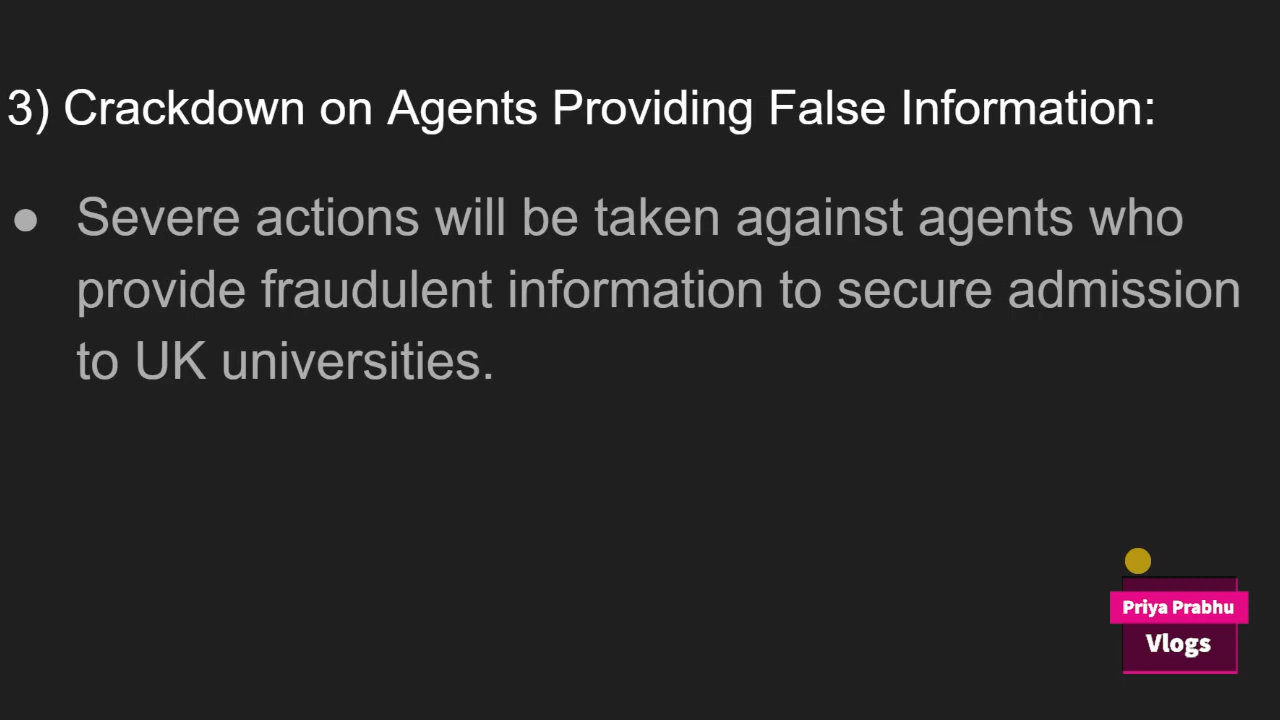 3) Crackdown on Agents Providing False Information:
● Severe actions will be taken against agents who
provide fraudulent information to secure admission
to UK universities.
Priya Prabhu
Vlogs